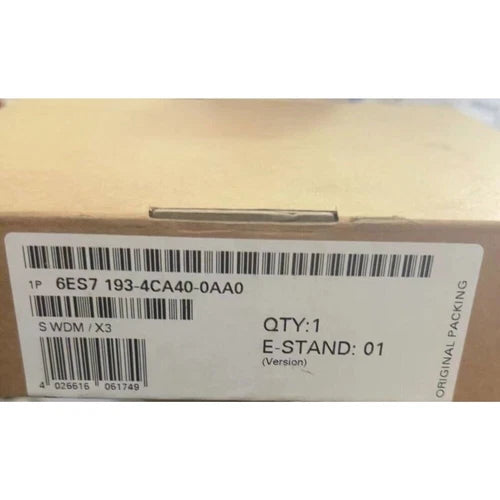 1P 6ES7 193-4CA40-0AA0
S WDM / X3
QTY:1
E-STAND: 01
(Version)
4 026616 061749
ORIGINAL PACKING